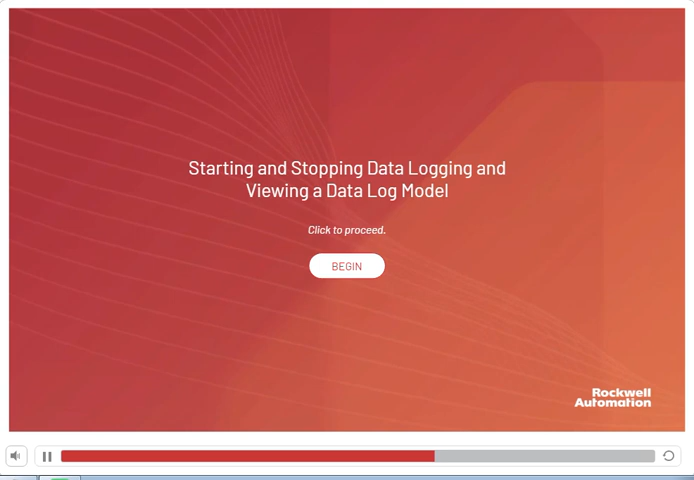 Starting and Stopping Data Logging and
Viewing a Data Log Model
Click to proceed.
BEGIN
Rockwell
Automation